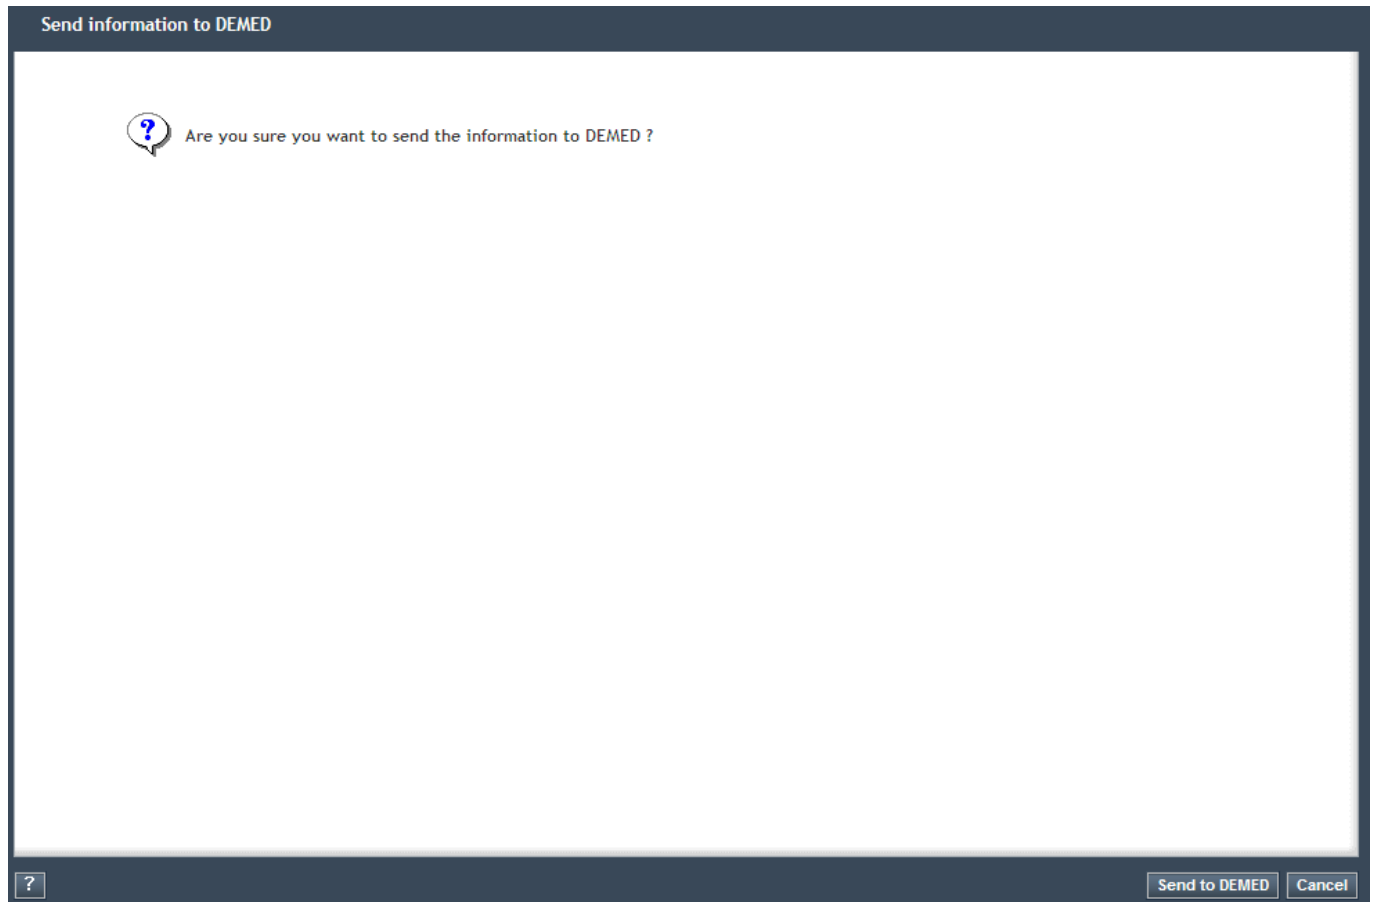 Send information to DEMED
?
Are you sure you want to send the information to DEMED ?
?
Send to DEMED
Cancel